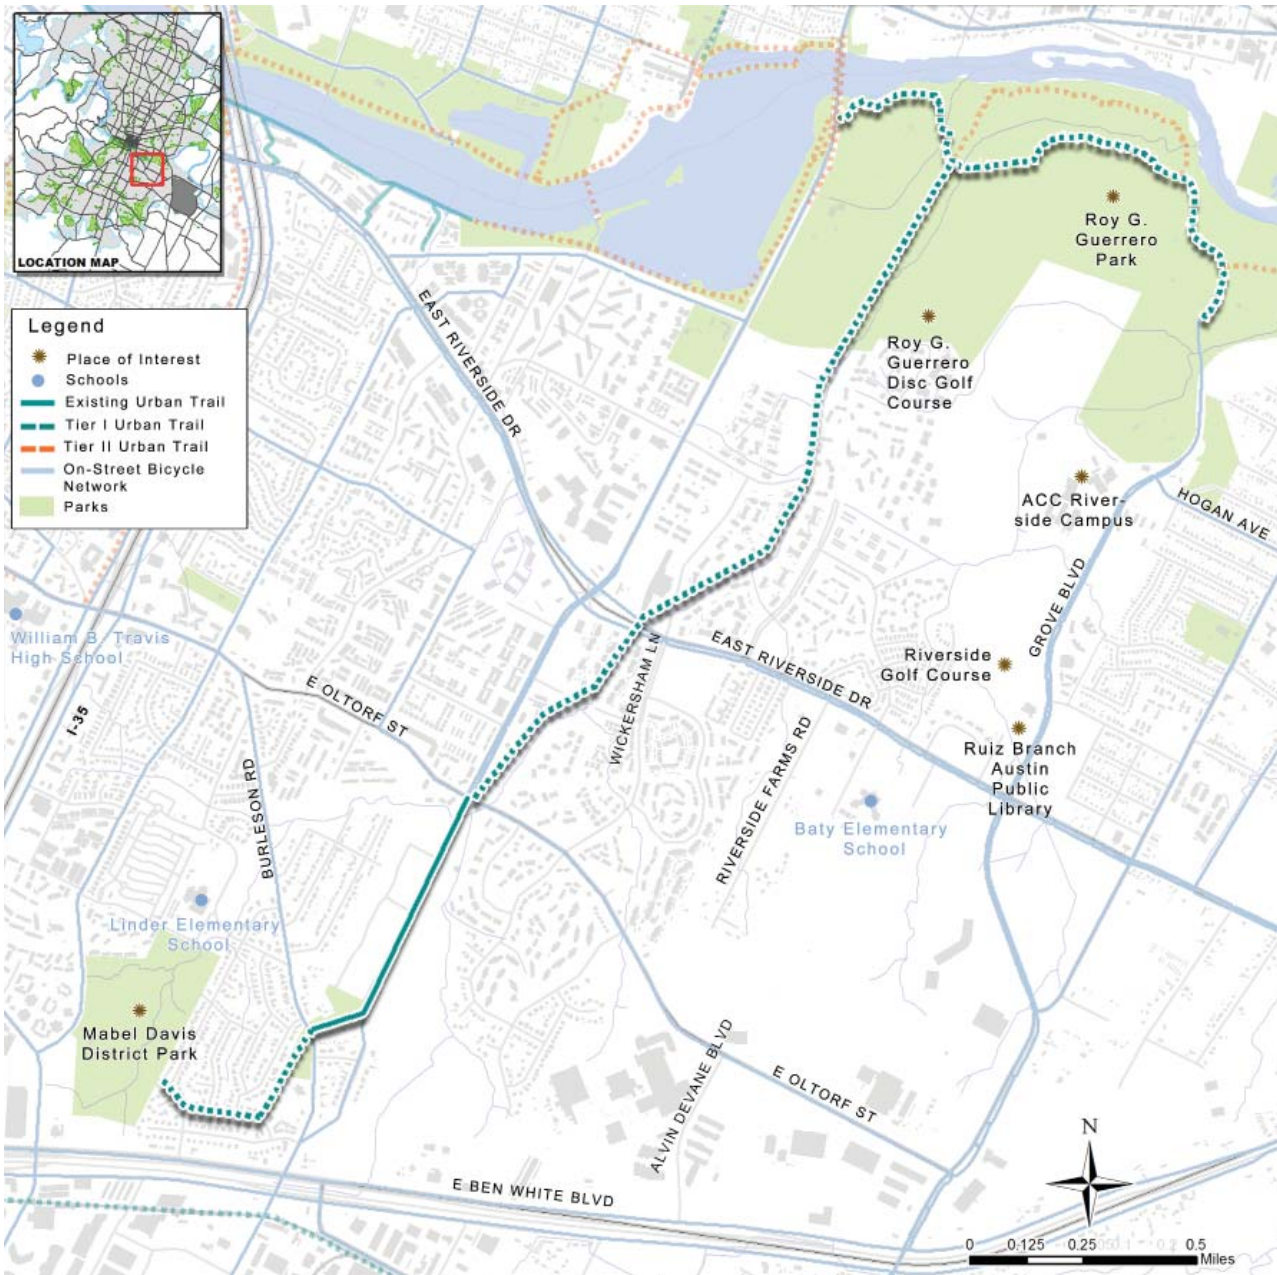 LOCATION MAP
Legend
Place of Interest
Schools
Existing Urban Trail
Tier I Urban Trail
Tier II Urban Trail
On-Street Bicycle
Network
Parks
Roy G.
Guerrero
Park
EAST RIVERSIDE DR
Roy G.
Guerrero
Disc Golf
Course
ACC River-
side Campus
HOGAN AVE
GROVE BLVD
William B. Travis
High School
I-35
E OLTORF ST
WICKERSHAM LN
EAST RIVERSIDE DR
Riverside
Golf Course
RIVERSIDE FARMS RD
Ruiz Branch
Austin
Public
Library
BURLESON RD
Baty Elementary
School
Linder Elementary
School
Mabel Davis
District Park
ALVIN DEVANE BLVD
E OLTORF ST
E BEN WHITE BLVD
N
0 0.125 0.25 0.5
Miles